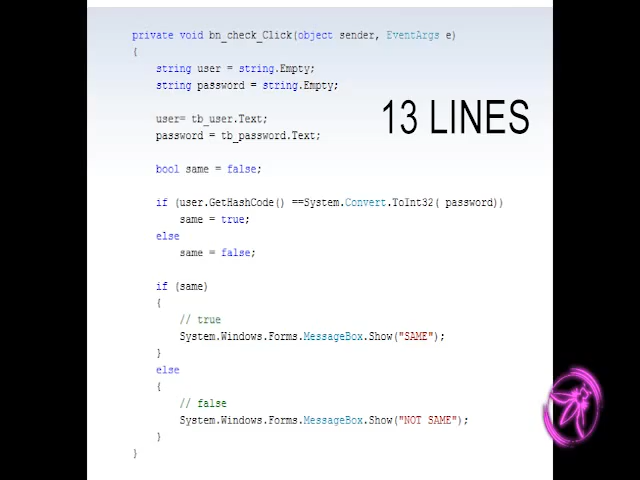 private void bn_check_Click(object sender, EventArgs e)
{
string user = string.Empty;
string password = string.Empty;
user= tb_user.Text;
password = tb_password.Text;
13 LINES
bool same = false;
if (user.GetHashCode() ==System.Convert.ToInt32( password))
same = true;
else
same = false;
if (same)
{
// true
System.Windows.Forms.MessageBox.Show("SAME");
}
else
{
// false
System.Windows.Forms.MessageBox.Show("NOT SAME");
}
}